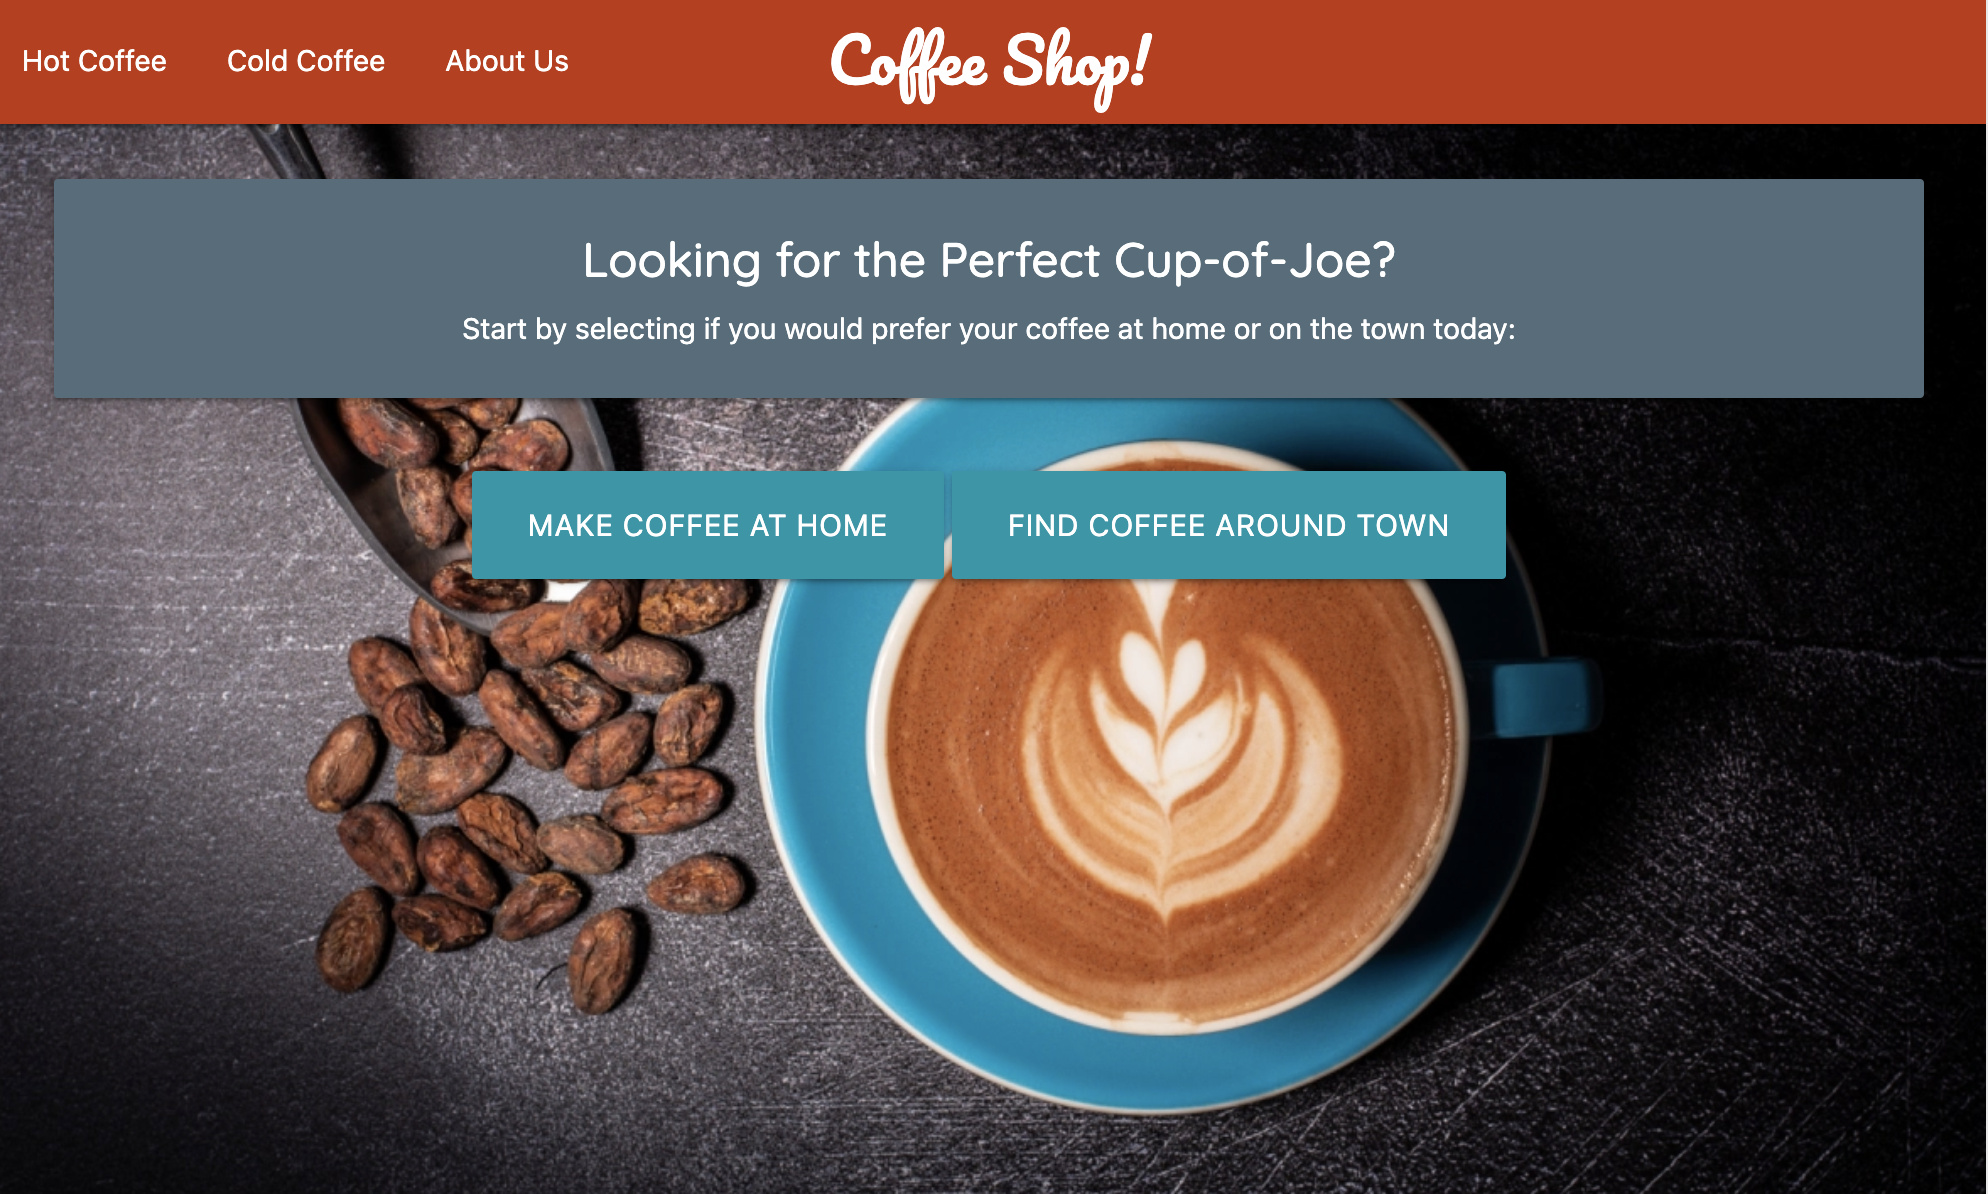 Hot Coffee
Cold Coffee
About Us
Coffee Shop!
Looking for the Perfect Cup-of-Joe?
Start by selecting if you would prefer your coffee at home or on the town today:
MAKE COFFEE AT HOME
FIND COFFEE AROUND TOWN